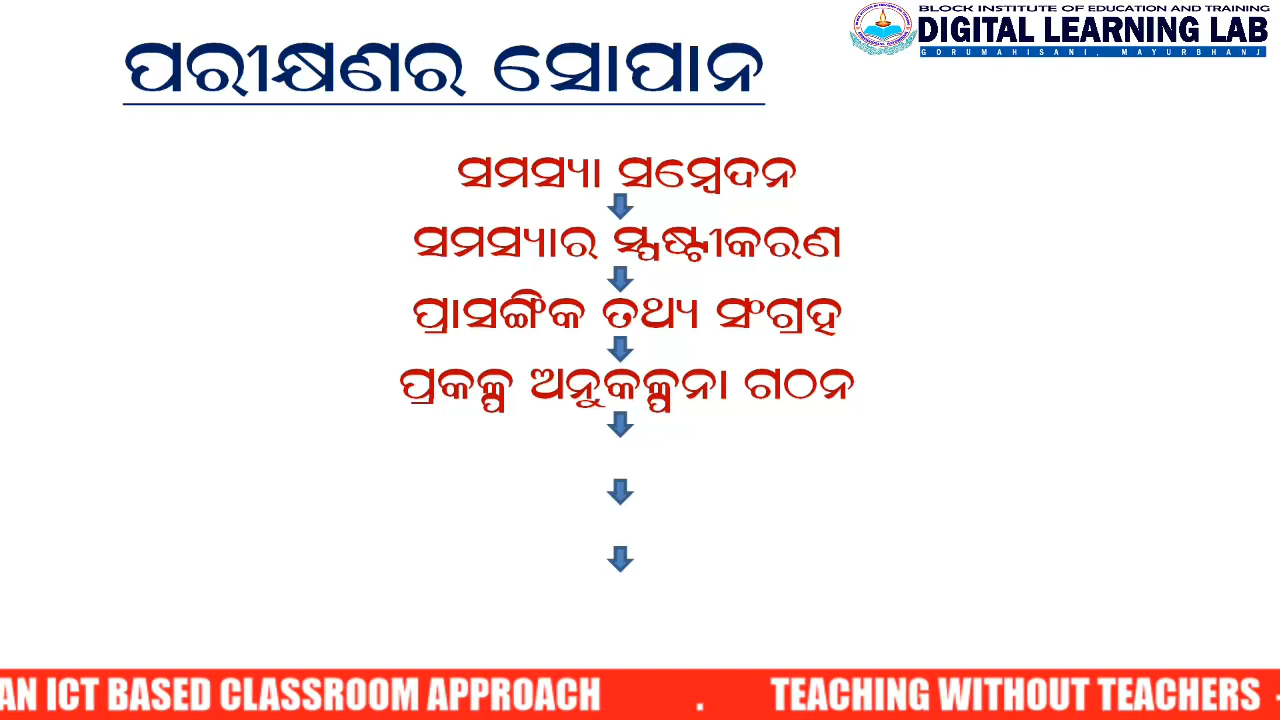 ପରୀକ୍ଷଣର ସୋପାନ
BLOCK INSTITUTE OF EDUCATION AND TRAINING
DIGITAL LEARNING LAB
GORUMAHISANI, MAYURBHANJ
ସମସ୍ୟା ସମ୍ବେଦନ
ସମସ୍ୟାର ସ୍ପଷ୍ଟୀକରଣ
ପ୍ରାସଙ୍ଗିକ ତଥ୍ୟ ସଂଗ୍ରହ
ପ୍ରକଳ୍ପ ଅନୁକଳ୍ପନା ଗଠନ
AN ICT BASED CLASSROOM APPROACH . TEACHING WITHOUT TEACHERS -